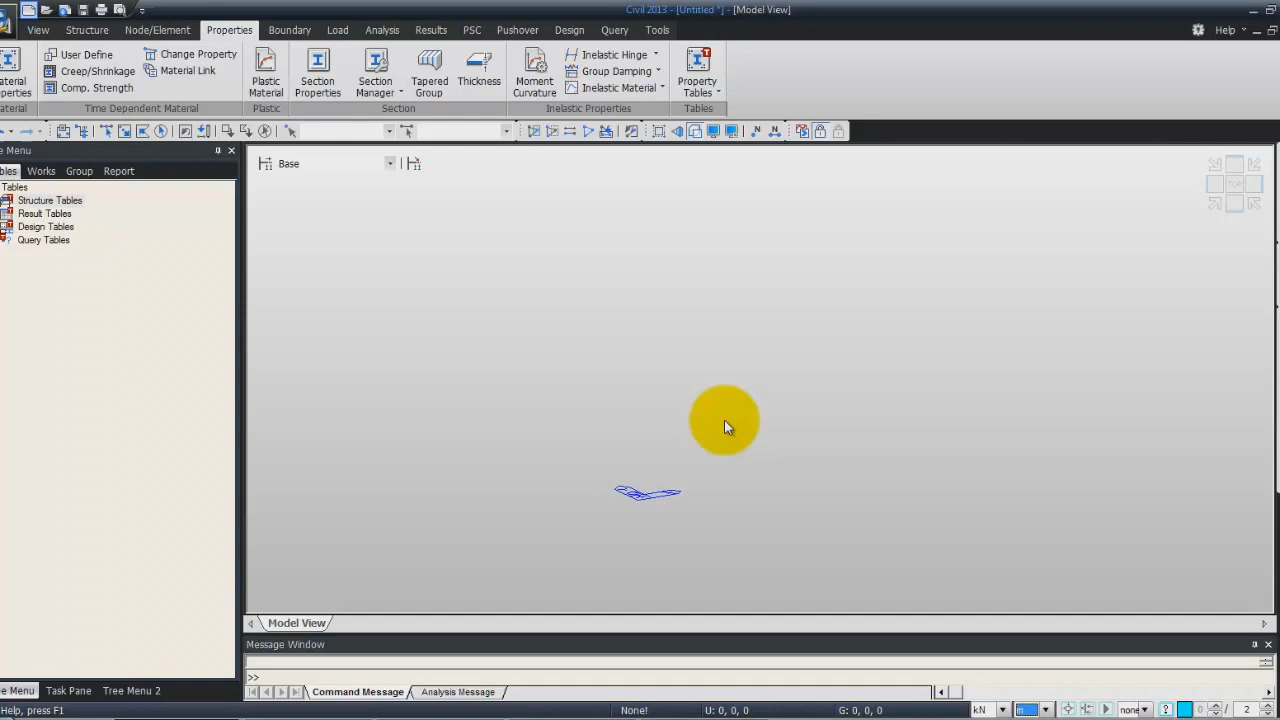 Civil 2013 - [Untitled *] - [Model View]
View Structure Node/Element Properties Boundary Load Analysis Results PSC Pushover Design Query Tools Help
User Define Change Property Inelastic Hinge
Creep/Shrinkage Material Link Group Damping
Comp. Strength Inelastic Material
Plastic Material
Section Properties
Section Manager
Tapered Group
Thickness
Moment Curvature
Property Tables
Time Dependent Material Plastic Section Inelastic Properties Tables
Base
TOP
Works Group Report
Tables
Structure Tables
Result Tables
Design Tables
Query Tables
Model View
Message Window
>>
Task Pane Tree Menu 2
Command Message Analysis Message
Help, press F1 None! U: 0, 0, 0 G: 0, 0, 0 kN m 0 / 2